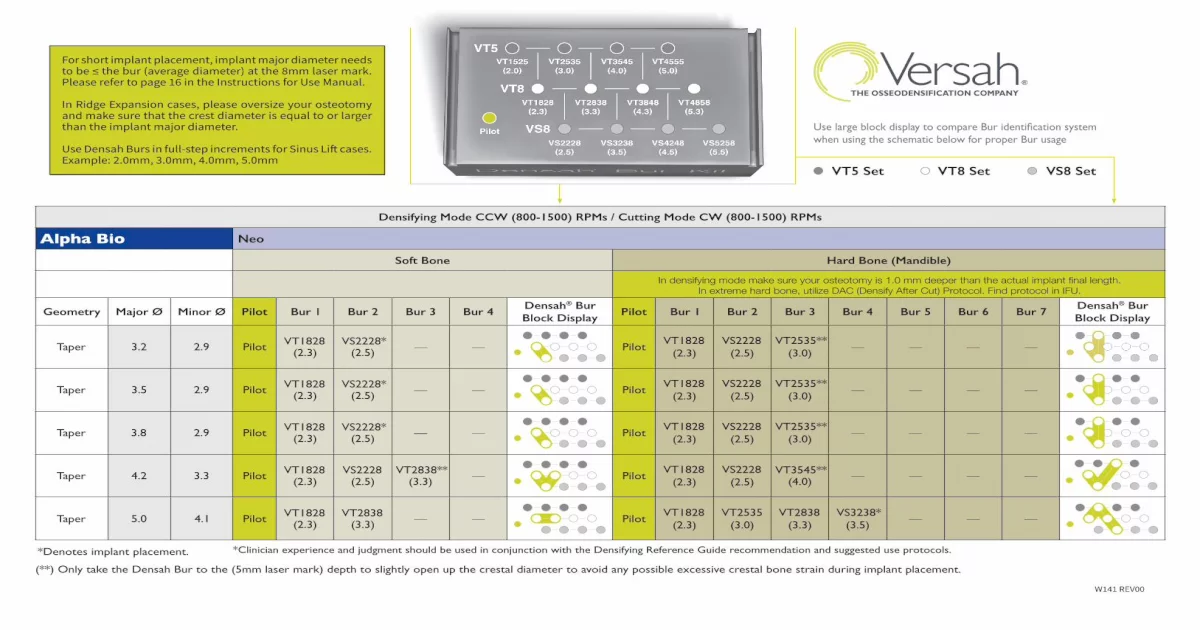 For short implant placement, implant major diameter needs
to be ≤ the bur (average diameter) at the 8mm laser mark.
Please refer to page 16 in the Instructions for Use Manual.
In Ridge Expansion cases, please oversize your osteotomy
and make sure that the crest diameter is equal to or larger
than the implant major diameter.
Use Densah Burs in full-step increments for Sinus Lift cases.
Example: 2.0mm, 3.0mm, 4.0mm, 5.0mm
VT5
VT1525 VT2535 VT3545 VT4555
(2.0) (3.0) (4.0) (5.0)
VT8
VT1828 VT2838 VT3848 VT4858
(2.3) (3.3) (4.3) (5.3)
Pilot
VS8
VS2228 VS3238 VS4248 VS5258
(2.5) (3.5) (4.5) (5.5)
Densah Bur Kit
Versah®
THE OSSEODENSIFICATION COMPANY
Use large block display to compare Bur identification system
when using the schematic below for proper Bur usage
VT5 Set VT8 Set VS8 Set
Densifying Mode CCW (800-1500) RPMs / Cutting Mode CW (800-1500) RPMs
Alpha Bio Neo
Soft Bone Hard Bone (Mandible)
In densifying mode make sure your osteotomy is 1.0 mm deeper than the actual implant final length.
In extreme hard bone, utilize DAC (Densify After Cut) Protocol. Find protocol in IFU.
Geometry Major Ø Minor Ø Pilot Bur 1 Bur 2 Bur 3 Bur 4 Densah® Bur Block Display Pilot Bur 1 Bur 2 Bur 3 Bur 4 Bur 5 Bur 6 Bur 7 Densah® Bur Block Display
Taper 3.2 2.9 Pilot VT1828 (2.3) VS2228* (2.5) — — Pilot VT1828 (2.3) VS2228 (2.5) VT2535** (3.0) — — — —
Taper 3.5 2.9 Pilot VT1828 (2.3) VS2228* (2.5) — — Pilot VT1828 (2.3) VS2228 (2.5) VT2535** (3.0) — — — —
Taper 3.8 2.9 Pilot VT1828 (2.3) VS2228* (2.5) — — Pilot VT1828 (2.3) VS2228 (2.5) VT2535** (3.0) — — — —
Taper 4.2 3.3 Pilot VT1828 (2.3) VS2228 (2.5) VT2838** (3.3) — Pilot VT1828 (2.3) VS2228 (2.5) VT3545** (4.0) — — — —
Taper 5.0 4.1 Pilot VT1828 (2.3) VT2838 (3.3) — — Pilot VT1828 (2.3) VT2535 (3.0) VT2838 (3.3) VS3238* (3.5) — — —
*Denotes implant placement. *Clinician experience and judgment should be used in conjunction with the Densifying Reference Guide recommendation and suggested use protocols.
(**) Only take the Densah Bur to the (5mm laser mark) depth to slightly open up the crestal diameter to avoid any possible excessive crestal bone strain during implant placement.
W141 REV00